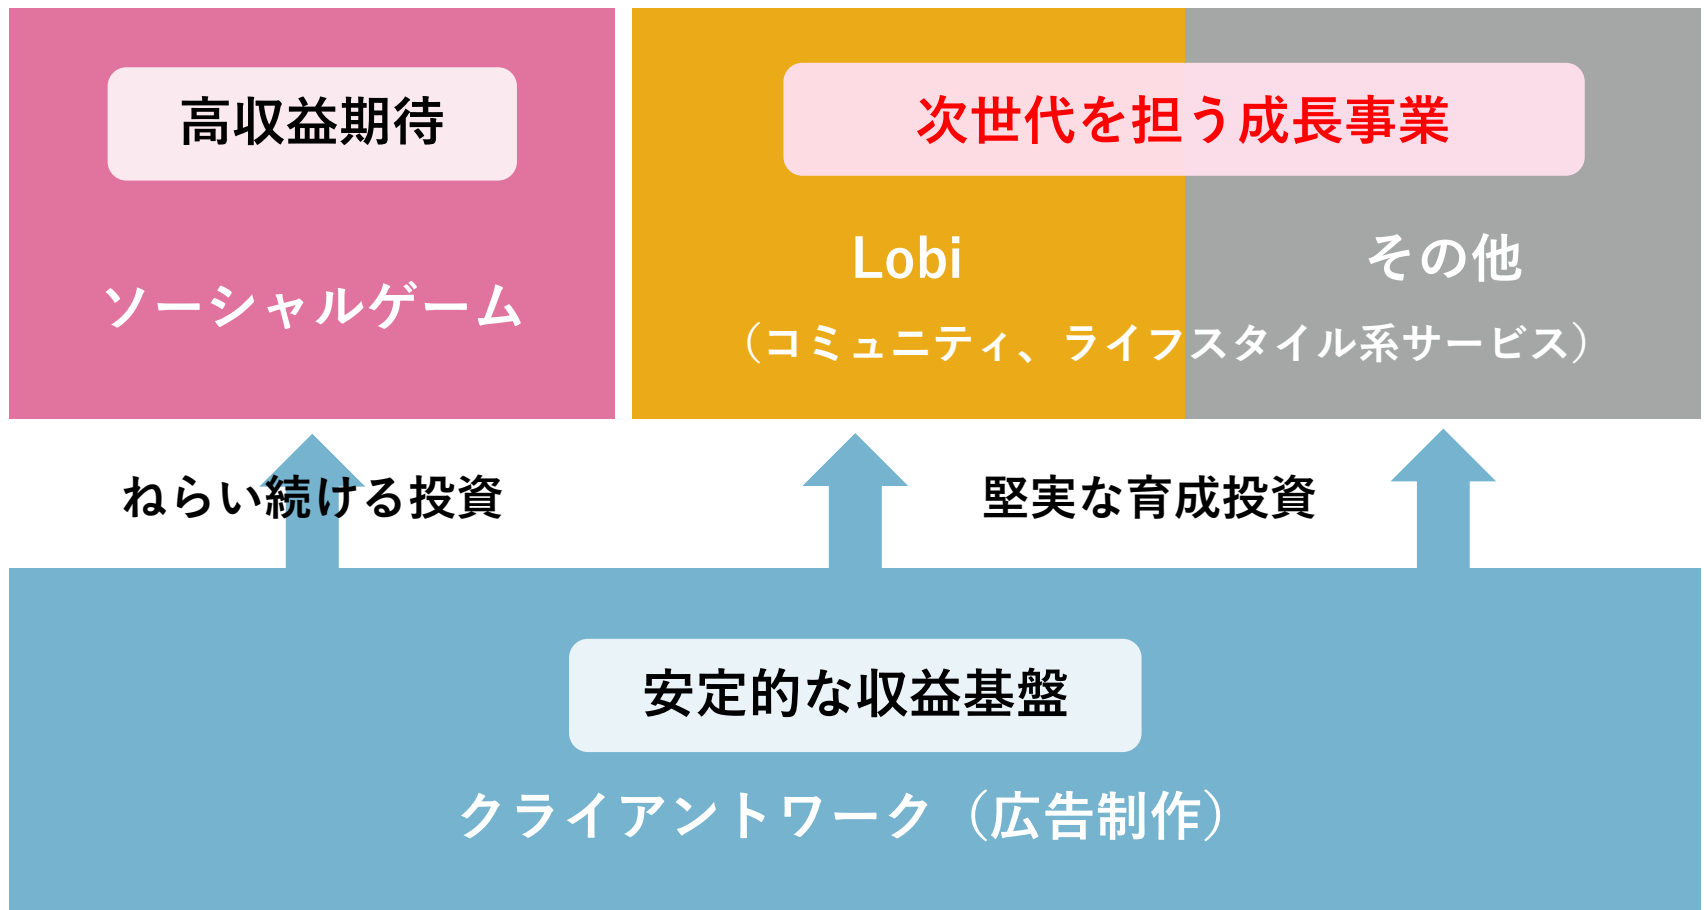 高収益期待
ソーシャルゲーム
次世代を担う成長事業
Lobi
その他
（コミュニティ、ライフスタイル系サービス）
ねらい続ける投資
堅実な育成投資
安定的な収益基盤
クライアントワーク（広告制作）